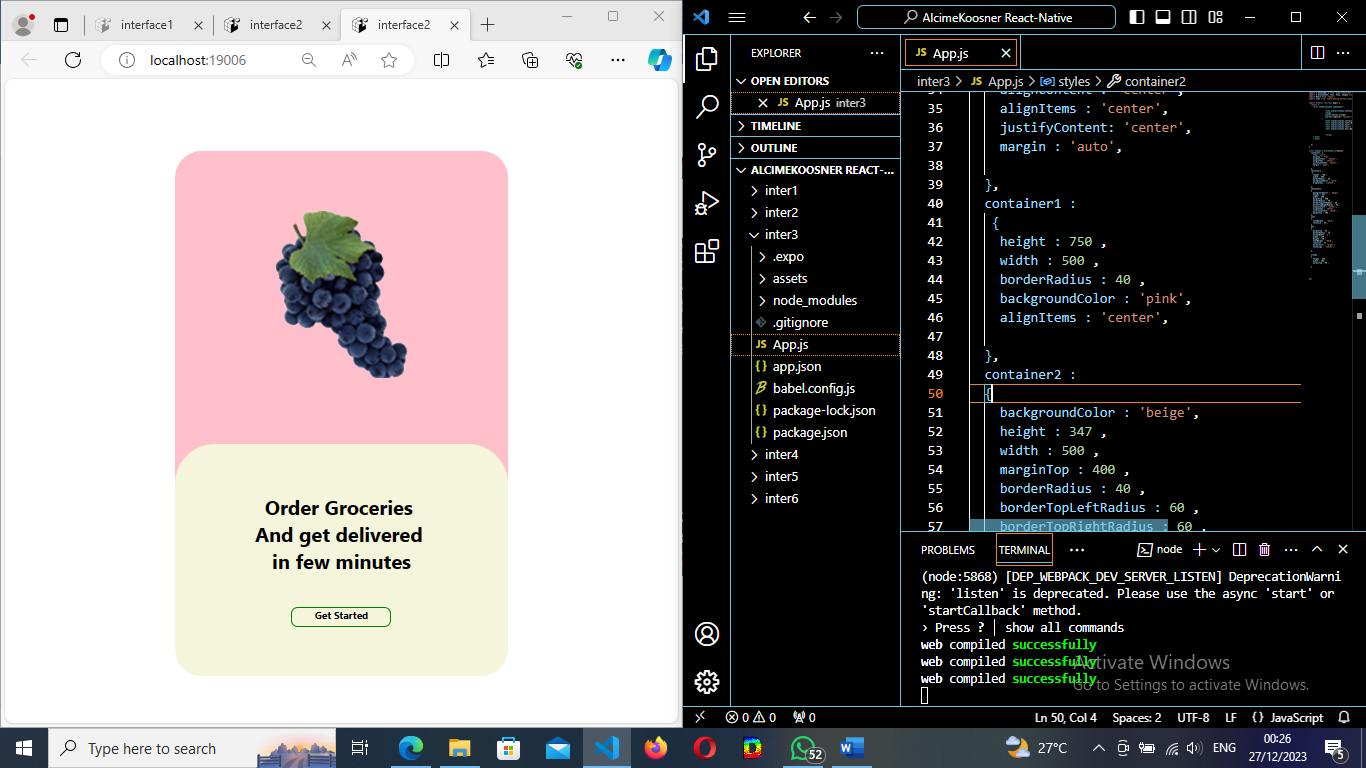 interface1
interface2
interface2
localhost:19006
Order Groceries
And get delivered
in few minutes
Get Started
AlcimeKoosner React-Native
EXPLORER
OPEN EDITORS
JS App.js inter3
TIMELINE
OUTLINE
ALCIMEKOOSNER REACT-...
inter1
inter2
inter3
.expo
assets
node_modules
.gitignore
JS App.js
{} app.json
babel.config.js
{} package-lock.json
{} package.json
inter4
inter5
inter6
JS App.js
inter3 > JS App.js > styles > container2
35 alignItems : 'center',
36 justifyContent: 'center',
37 margin : 'auto',
38
39 },
40 container1 :
41 {
42 height : 750 ,
43 width : 500 ,
44 borderRadius : 40 ,
45 backgroundColor : 'pink',
46 alignItems : 'center',
47
48 },
49 container2 :
50 {
51 backgroundColor : 'beige',
52 height : 347 ,
53 width : 500 ,
54 marginTop : 400 ,
55 borderRadius : 40 ,
56 borderTopLeftRadius : 60 ,
57 borderTopRightRadius : 60 ,
PROBLEMS TERMINAL ... node
(node:5868) [DEP_WEBPACK_DEV_SERVER_LISTEN] DeprecationWarni
ng: 'listen' is deprecated. Please use the async 'start' or
'startCallback' method.
› Press ? │ show all commands
web compiled successfully
web compiled successfully
web compiled successfully
Activate Windows
Go to Settings to activate Windows.
0 0 0 Ln 50, Col 4 Spaces: 2 UTF-8 LF {} JavaScript
Type here to search
52
27°C
ENG
00:26
27/12/2023
5